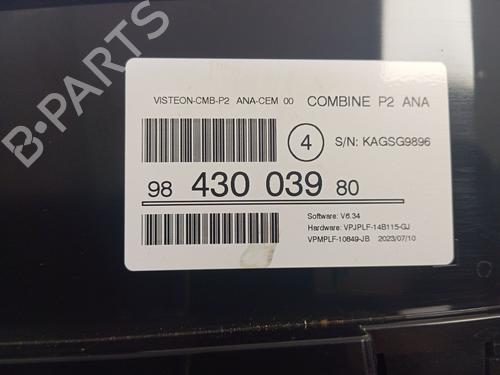 B-PARTS
VISTEON-CMB-P2 ANA-CEM 00 COMBINE P2 ANA
4 S/N: KAGSG9896
98 430 039 80
Software: V6.34
Hardware: VPJPLF-14B115-GJ
VPMPLF-10849-JB 2023/07/10